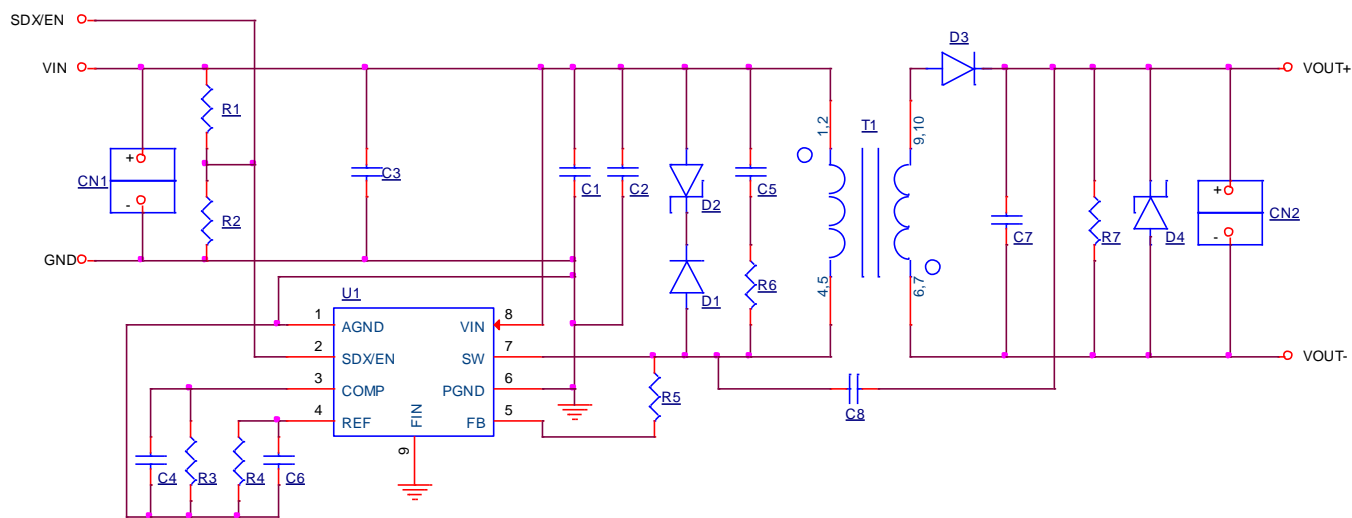 SDX/EN
VIN
GND
CN1
+
-
R1
R2
C3
C1
C2
D2
D1
C5
R6
1,2
4,5
T1
9,10
6,7
D3
C7
R7
D4
CN2
+
-
VOUT+
VOUT-
U1
1 AGND VIN 8
2 SDX/EN SW 7
3 COMP PGND 6
4 REF FB 5
FIN
9
R5
C8
C4
R3
R4
C6